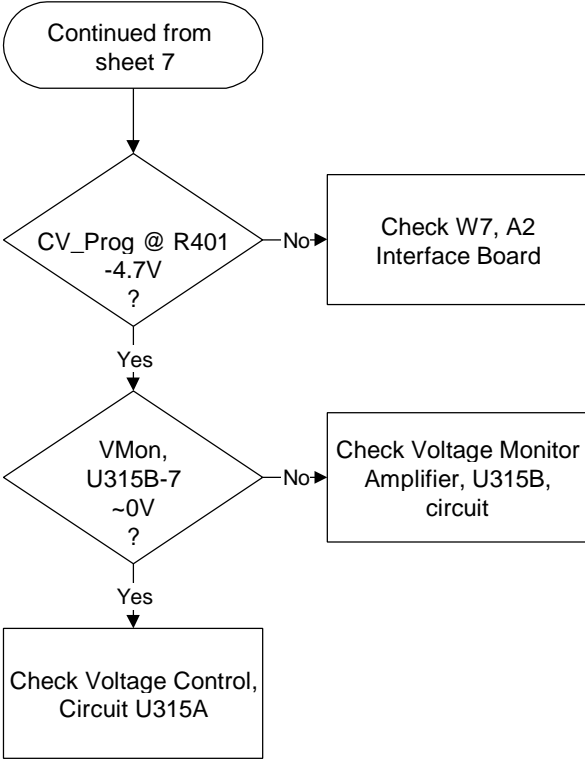 Continued from
sheet 7
CV_Prog @ R401
-4.7V
?
No
Check W7, A2
Interface Board
Yes
VMon,
U315B-7
~0V
?
No
Check Voltage Monitor
Amplifier, U315B,
circuit
Yes
Check Voltage Control,
Circuit U315A